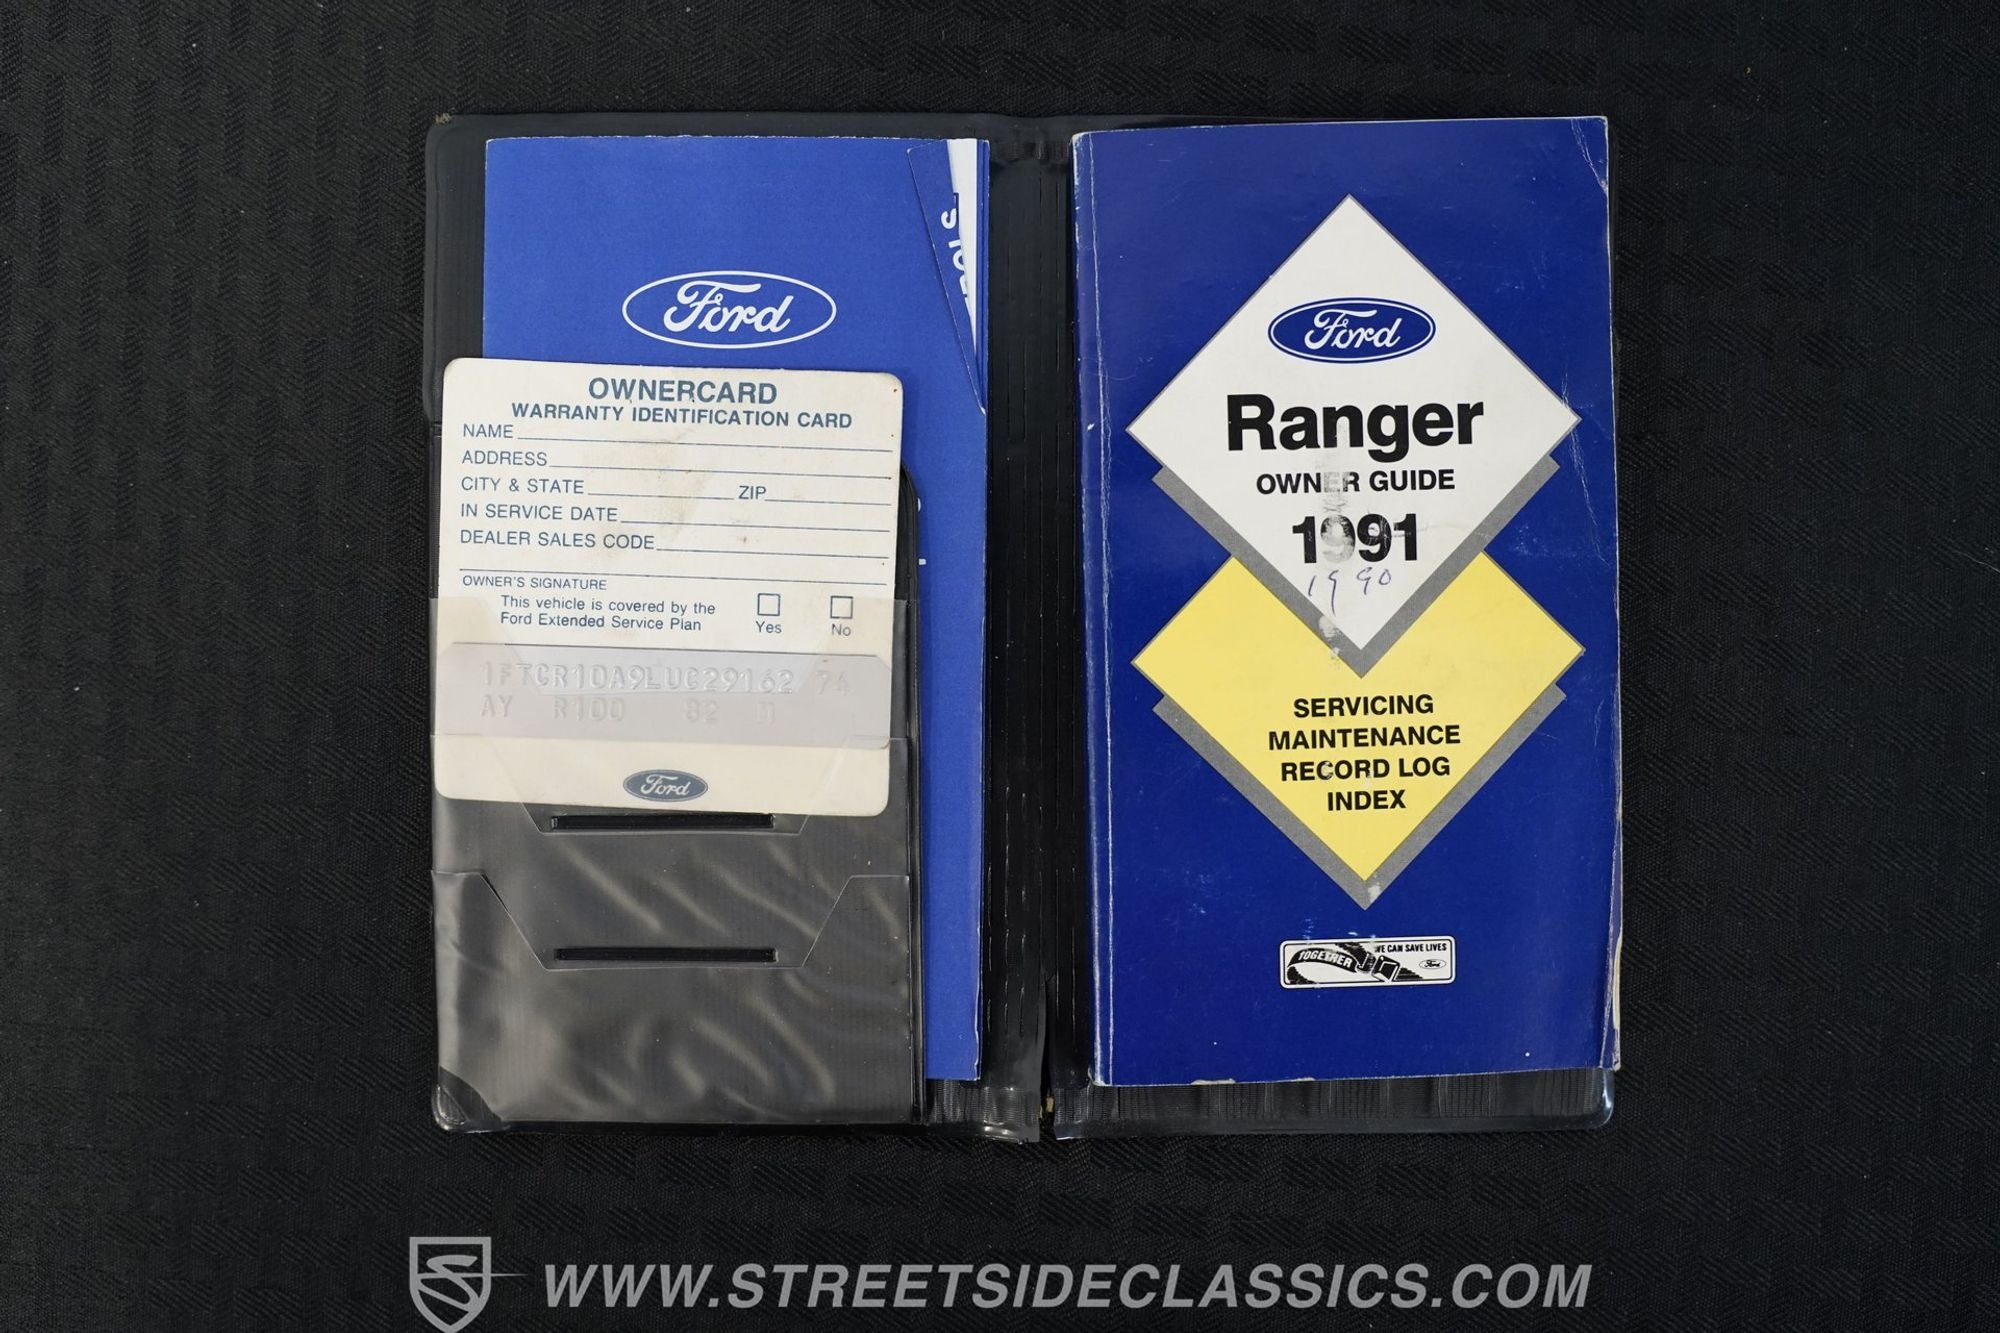 Ford
OWNERCARD
WARRANTY IDENTIFICATION CARD
NAME
ADDRESS
CITY & STATE ZIP
IN SERVICE DATE
DEALER SALES CODE
OWNER'S SIGNATURE
This vehicle is covered by the
Ford Extended Service Plan
Yes No
1FTCR10A9LUC29162 74
AY R100 82 M
Ford
Ford
Ranger
OWNER GUIDE
1991
1990
SERVICING
MAINTENANCE
RECORD LOG
INDEX
TOGETHER WE CAN SAVE LIVES
Ford
WWW.STREETSIDECLASSICS.COM